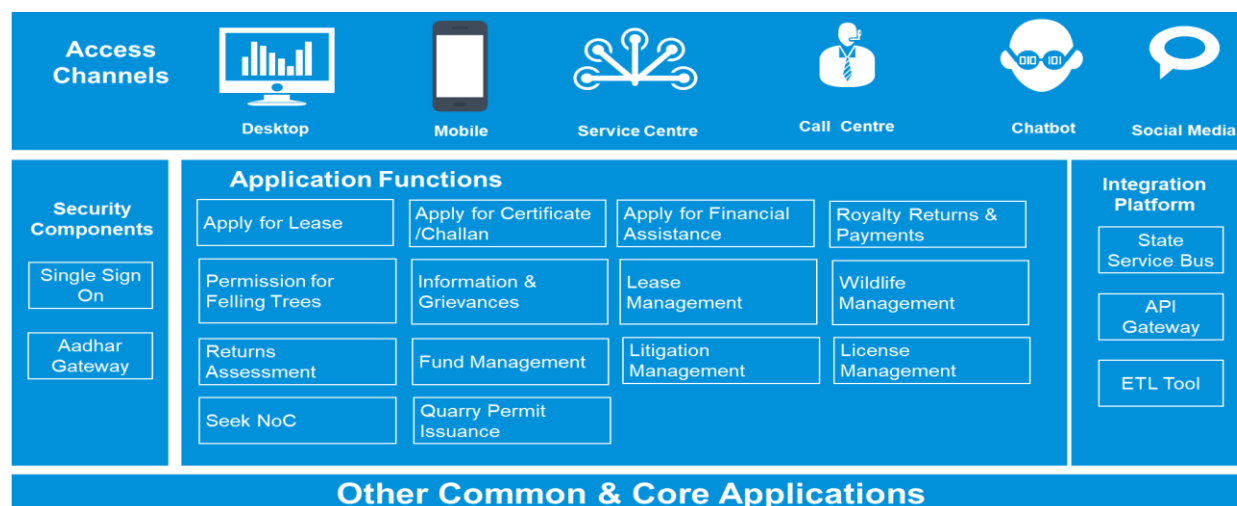 Access
Channels
Desktop
Mobile
Service Centre
Call Centre
010 101
Chatbot
Social Media
Security
Components
Single Sign
On
Aadhar
Gateway
Application Functions
Apply for Lease
Apply for Certificate
/Challan
Apply for Financial
Assistance
Royalty Returns &
Payments
Permission for
Felling Trees
Information &
Grievances
Lease
Management
Wildlife
Management
Returns
Assessment
Fund Management
Litigation
Management
License
Management
Seek NoC
Quarry Permit
Issuance
Integration
Platform
State
Service Bus
API
Gateway
ETL Tool
Other Common & Core Applications